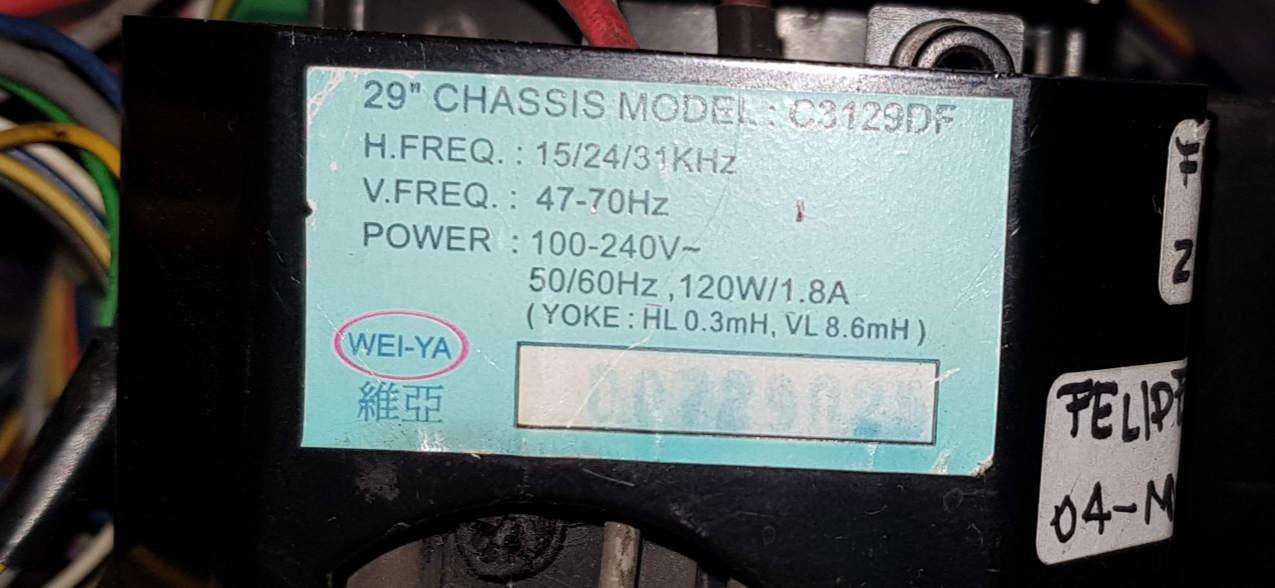 29" CHASSIS MODEL : C3129DF
H.FREQ. : 15/24/31KHz
V.FREQ. : 47-70Hz
POWER : 100-240V~
50/60Hz ,120W/1.8A
( YOKE : HL 0.3mH, VL 8.6mH )
WEI-YA
維亞
04-M